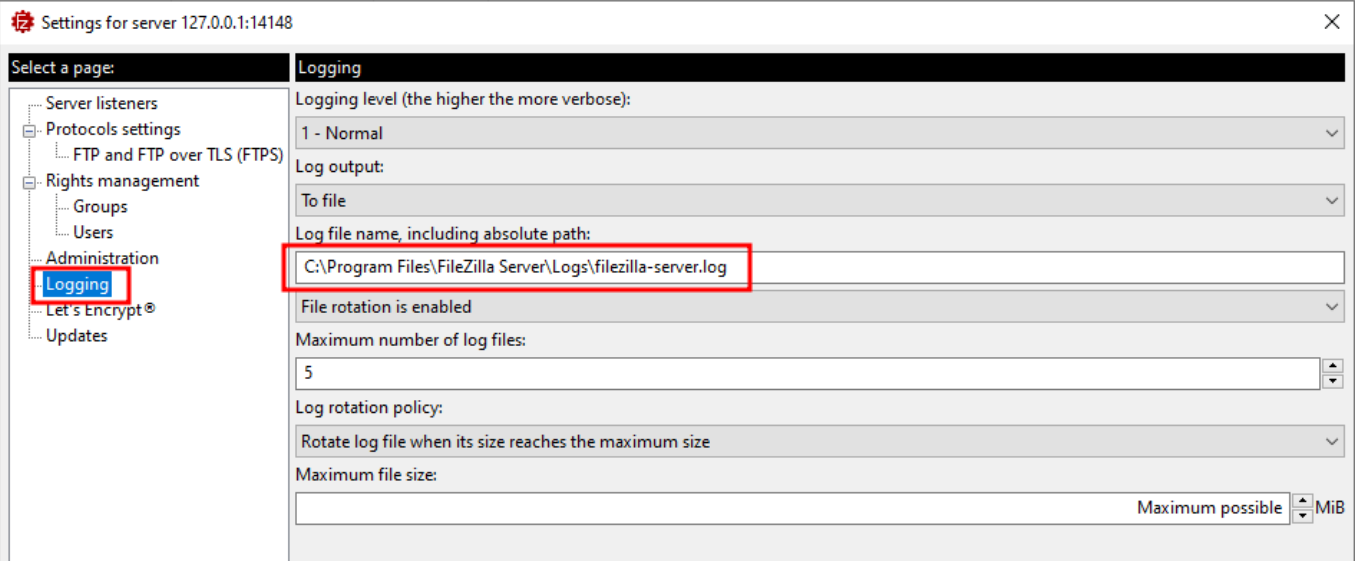 Settings for server 127.0.0.1:14148
Select a page:
Server listeners
Protocols settings
FTP and FTP over TLS (FTPS)
Rights management
Groups
Users
Administration
Logging
Let's Encrypt®
Updates
Logging
Logging level (the higher the more verbose):
1 - Normal
Log output:
To file
Log file name, including absolute path:
C:\Program Files\FileZilla Server\Logs\filezilla-server.log
File rotation is enabled
Maximum number of log files:
5
Log rotation policy:
Rotate log file when its size reaches the maximum size
Maximum file size:
Maximum possible MiB